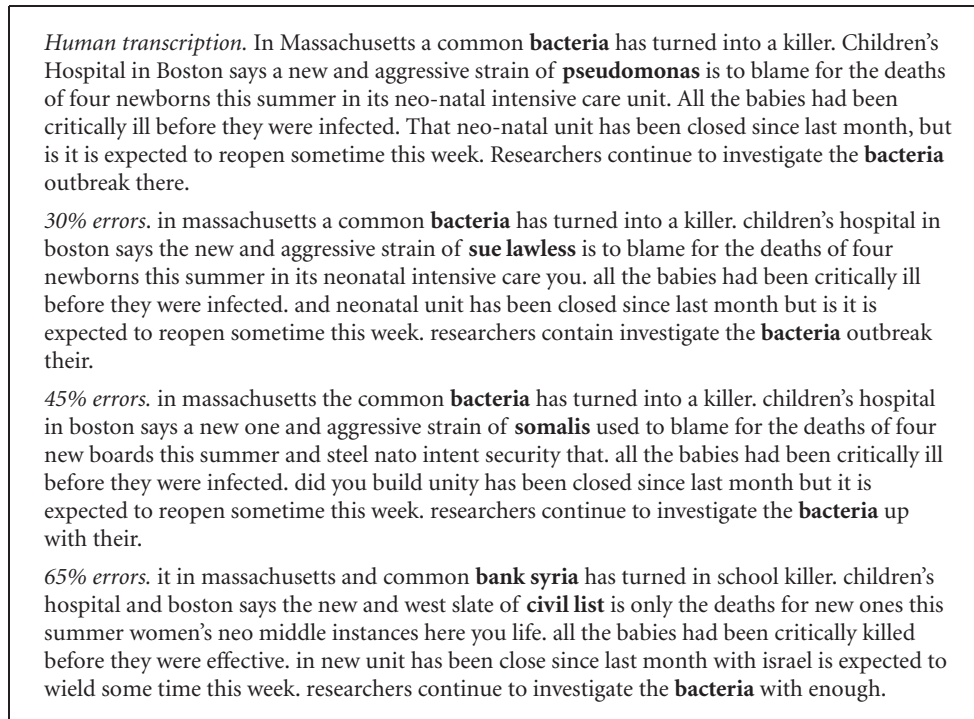 Human transcription. In Massachusetts a common bacteria has turned into a killer. Children’s
Hospital in Boston says a new and aggressive strain of pseudomonas is to blame for the deaths
of four newborns this summer in its neo-natal intensive care unit. All the babies had been
critically ill before they were infected. That neo-natal unit has been closed since last month, but
is it is expected to reopen sometime this week. Researchers continue to investigate the bacteria
outbreak there.
30% errors. in massachusetts a common bacteria has turned into a killer. children’s hospital in
boston says the new and aggressive strain of sue lawless is to blame for the deaths of four
newborns this summer in its neonatal intensive care you. all the babies had been critically ill
before they were infected. and neonatal unit has been closed since last month but is it is
expected to reopen sometime this week. researchers contain investigate the bacteria outbreak
their.
45% errors. in massachusetts the common bacteria has turned into a killer. children’s hospital
in boston says a new one and aggressive strain of somalis used to blame for the deaths of four
new boards this summer and steel nato intent security that. all the babies had been critically ill
before they were infected. did you build unity has been closed since last month but it is
expected to reopen sometime this week. researchers continue to investigate the bacteria up
with their.
65% errors. it in massachusetts and common bank syria has turned in school killer. children’s
hospital and boston says the new and west slate of civil list is only the deaths for new ones this
summer women’s neo middle instances here you life. all the babies had been critically killed
before they were effective. in new unit has been close since last month with israel is expected to
wield some time this week. researchers continue to investigate the bacteria with enough.